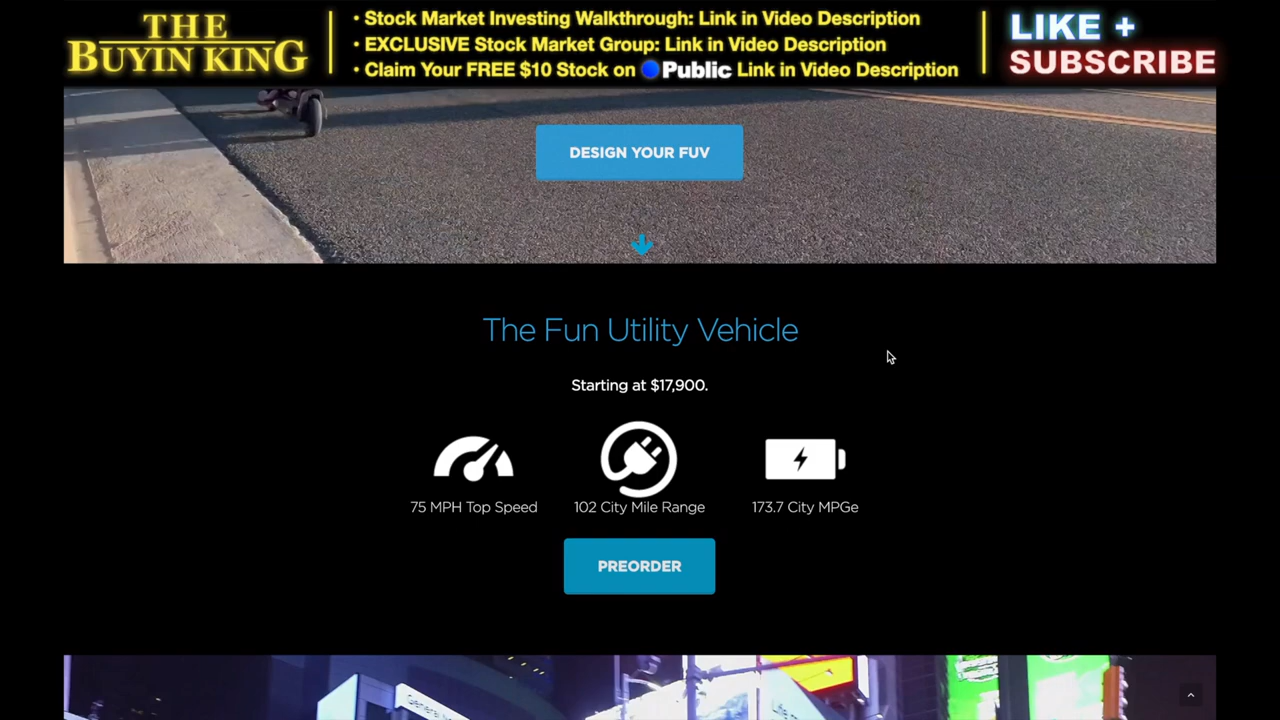 THE
BUYIN KING
• Stock Market Investing Walkthrough: Link in Video Description
• EXCLUSIVE Stock Market Group: Link in Video Description
• Claim Your FREE $10 Stock on Public Link in Video Description
LIKE +
SUBSCRIBE
DESIGN YOUR FUV
The Fun Utility Vehicle
Starting at $17,900.
75 MPH Top Speed
102 City Mile Range
173.7 City MPGe
PREORDER